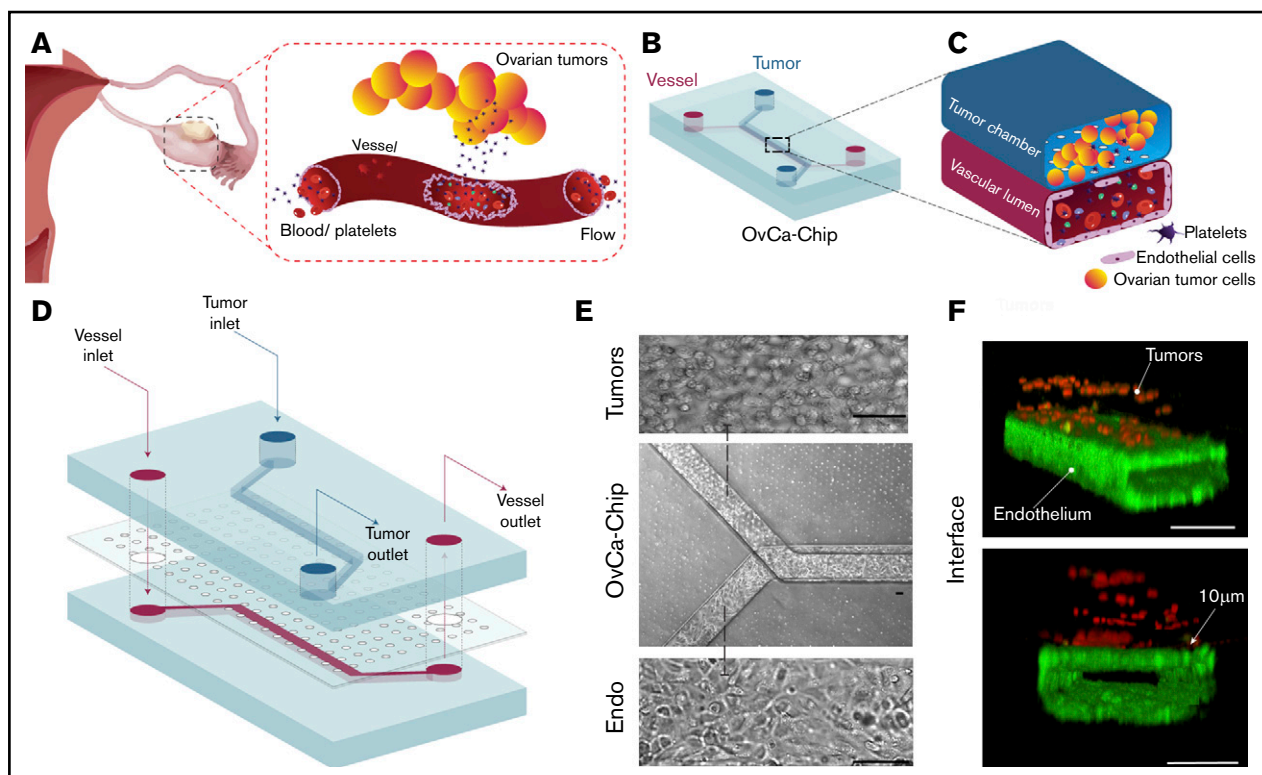 A
Ovarian tumors
Vessel
Blood/ platelets
Flow
B
Tumor
Vessel
OvCa-Chip
C
Tumor chamber
Vascular lumen
Platelets
Endothelial cells
Ovarian tumor cells
D
Tumor
inlet
Vessel
inlet
Vessel
outlet
Tumor
outlet
E
Tumors
OvCa-Chip
Endo
Tumors
F
Interface
Tumors
Endothelium
10μm